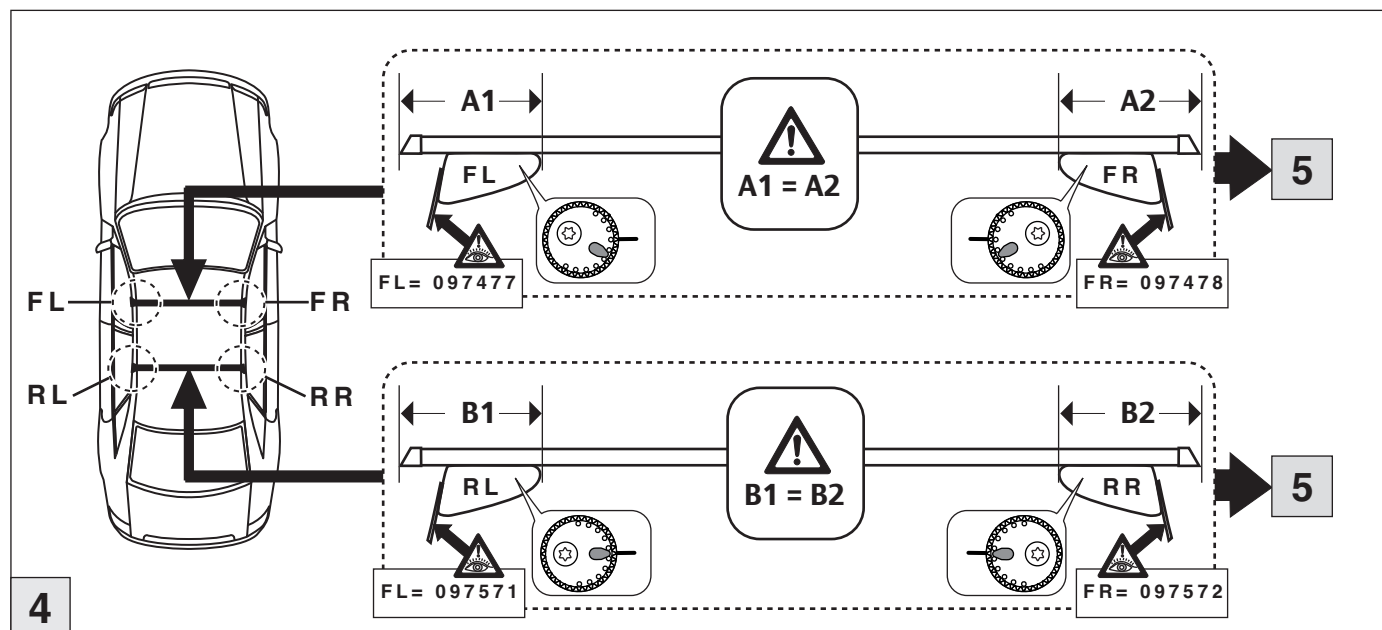 A1
A2
FL
FR
A1 = A2
5
FL= 097477
FR= 097478
FL
FR
RL
RR
B1
B2
RL
RR
B1 = B2
5
FL= 097571
FR= 097572
4